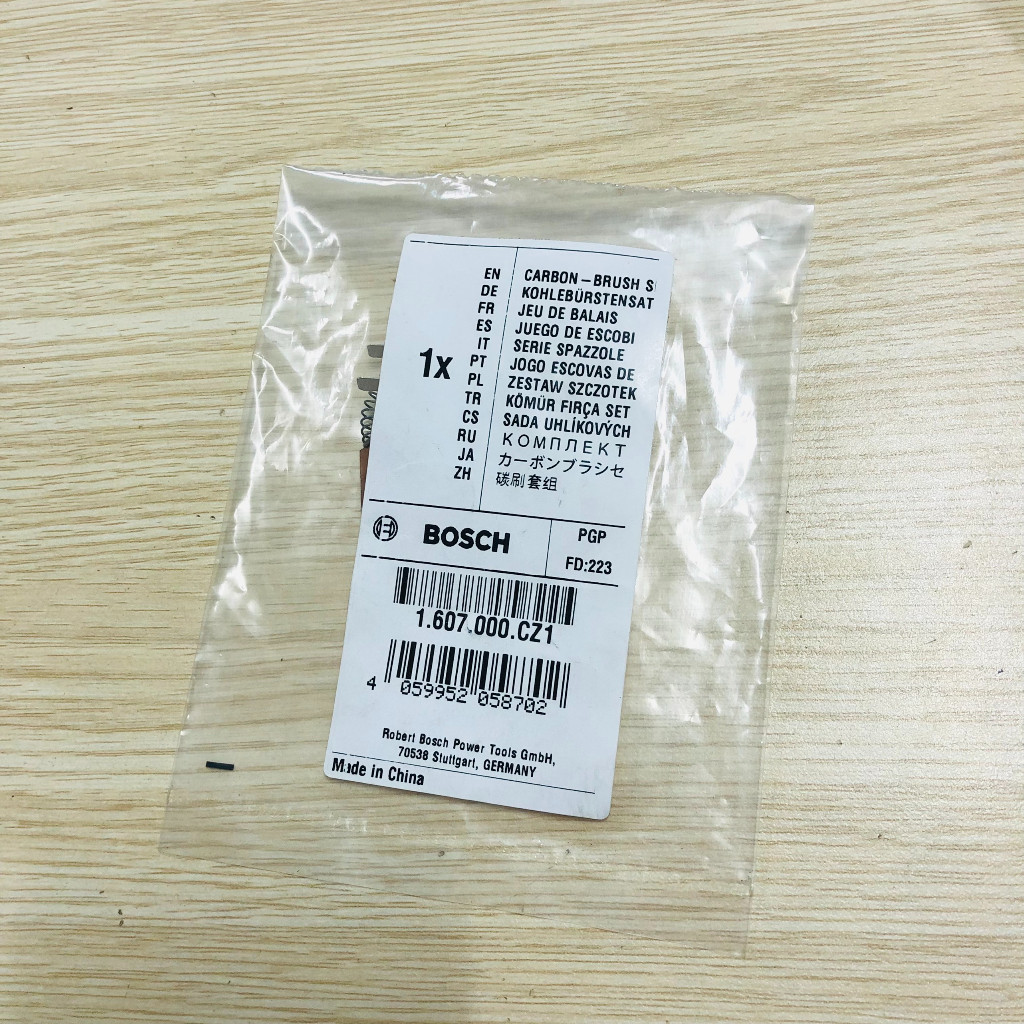 1x
EN CARBON–BRUSH S
DE KOHLEBÜRSTENSAT
FR JEU DE BALAIS
ES JUEGO DE ESCOBI
IT SERIE SPAZZOLE
PT JOGO ESCOVAS DE
PL ZESTAW SZCZOTEK
TR KÖMÜR FIRÇA SET
CS SADA UHLÍKOVÝCH
RU КОМПЛЕКТ
JA カーボンブラシセ
ZH 碳刷套组
BOSCH
PGP
FD:223
1.607.000.CZ1
4 059952 058702
Robert Bosch Power Tools GmbH,
70538 Stuttgart, GERMANY
Made in China